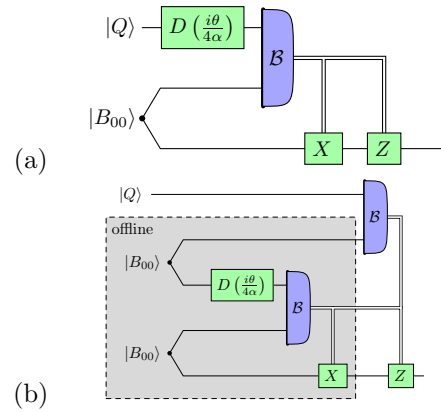 |Q⟩ D (iθ/4α) B
|B₀₀⟩
(a) X Z
|Q⟩ B
offline
|B₀₀⟩
D (iθ/4α) B
|B₀₀⟩
(b) X Z